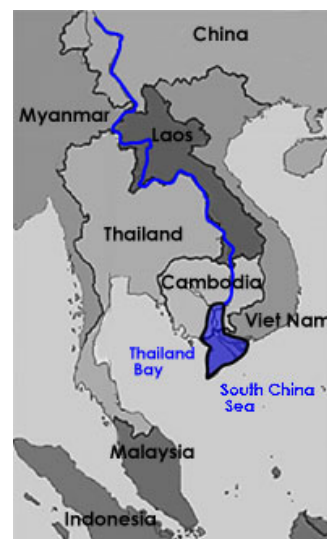 China
Myanmar
Laos
Thailand
Cambodia
Viet Nam
Thailand
Bay
South China
Sea
Malaysia
Indonesia